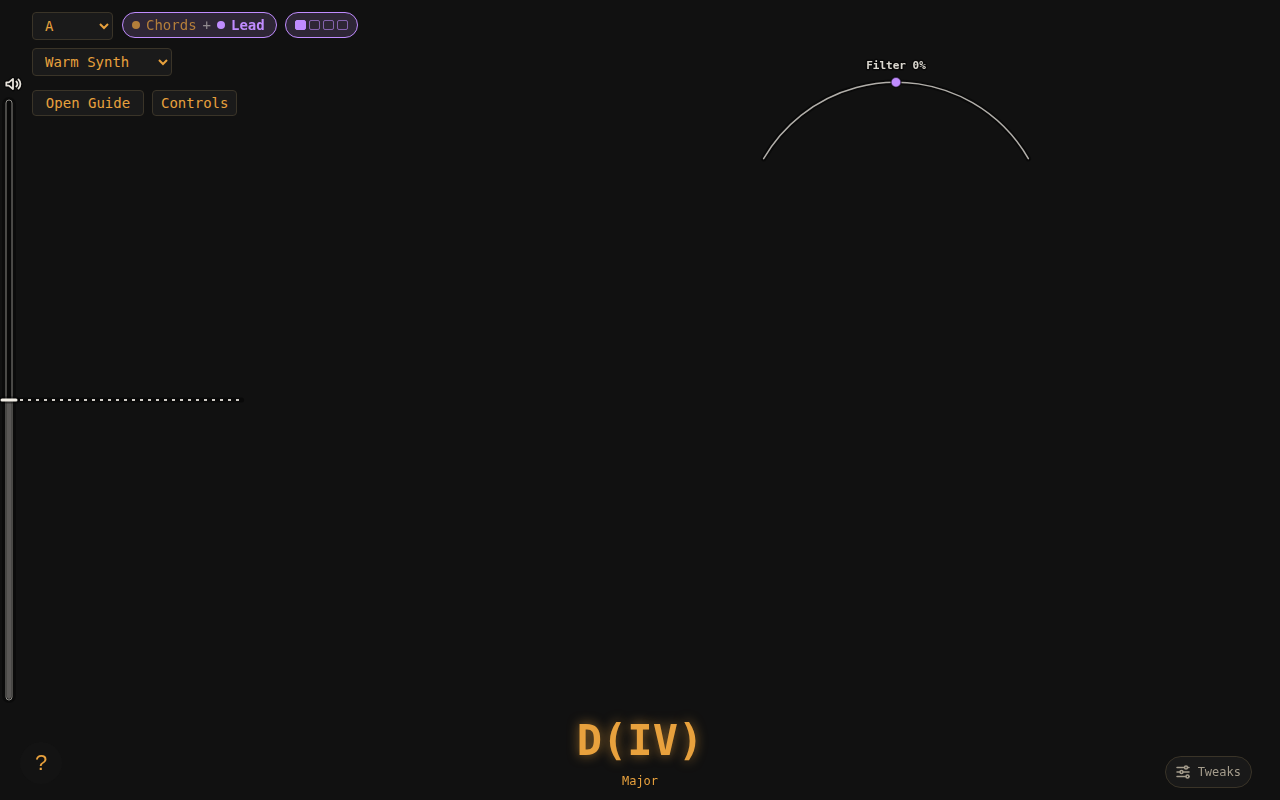 A
Chords + Lead
Warm Synth
Open Guide
Controls
Filter 0%
D(IV)
Major
?
Tweaks